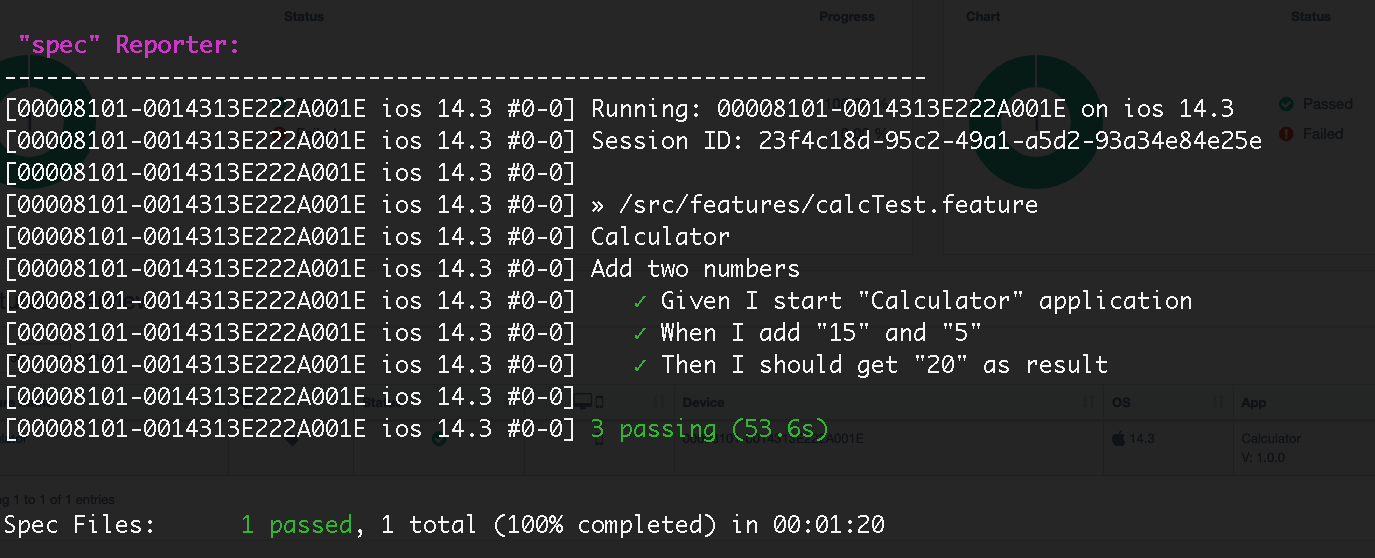 Status Progress Chart Status
"spec" Reporter:
------------------------------------------------------------------
[00008101-0014313E222A001E ios 14.3 #0-0] Running: 00008101-0014313E222A001E on ios 14.3
Passed
[00008101-0014313E222A001E ios 14.3 #0-0] Session ID: 23f4c18d-95c2-49a1-a5d2-93a34e84e25e
Failed
[00008101-0014313E222A001E ios 14.3 #0-0]
[00008101-0014313E222A001E ios 14.3 #0-0] » /src/features/calcTest.feature
[00008101-0014313E222A001E ios 14.3 #0-0] Calculator
[00008101-0014313E222A001E ios 14.3 #0-0] Add two numbers
[00008101-0014313E222A001E ios 14.3 #0-0] ✓ Given I start "Calculator" application
[00008101-0014313E222A001E ios 14.3 #0-0] ✓ When I add "15" and "5"
[00008101-0014313E222A001E ios 14.3 #0-0] ✓ Then I should get "20" as result
[00008101-0014313E222A001E ios 14.3 #0-0]
Device OS App
[00008101-0014313E222A001E ios 14.3 #0-0] 3 passing (53.6s)
14.3 Calculator
V: 1.0.0
1 to 1 of 1 entries
Spec Files: 1 passed, 1 total (100% completed) in 00:01:20